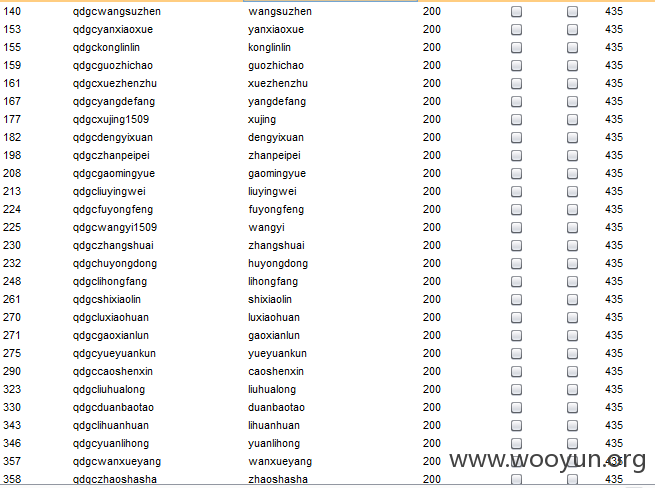 140 qdgcwangsuzhen wangsuzhen 200 435
153 qdgcyanxiaoxue yanxiaoxue 200 435
155 qdgckonglinlin konglinlin 200 435
159 qdgcguozhichao guozhichao 200 435
161 qdgcxuezhenzhu xuezhenzhu 200 435
167 qdgcyangdefang yangdefang 200 435
177 qdgcxujing1509 xujing 200 435
182 qdgcdengyixuan dengyixuan 200 435
198 qdgczhanpeipei zhanpeipei 200 435
208 qdgcgaomingyue gaomingyue 200 435
213 qdgcliuyingwei liuyingwei 200 435
224 qdgcfuyongfeng fuyongfeng 200 435
225 qdgcwangyi1509 wangyi 200 435
230 qdgczhangshuai zhangshuai 200 435
232 qdgchuyongdong huyongdong 200 435
248 qdgclihongfang lihongfang 200 435
261 qdgcshixiaolin shixiaolin 200 435
270 qdgcluxiaohuan luxiaohuan 200 435
271 qdgcgaoxianlun gaoxianlun 200 435
275 qdgcyueyuankun yueyuankun 200 435
290 qdgccaoshenxin caoshenxin 200 435
323 qdgcliuhualong liuhualong 200 435
330 qdgcduanbaotao duanbaotao 200 435
343 qdgclihuanhuan lihuanhuan 200 435
346 qdgcyuanlihong yuanlihong 200 435
357 qdgcwanxueyang wanxueyang 200 435
358 qdgczhaoshasha zhaoshasha 200 435
www.wooyun.org